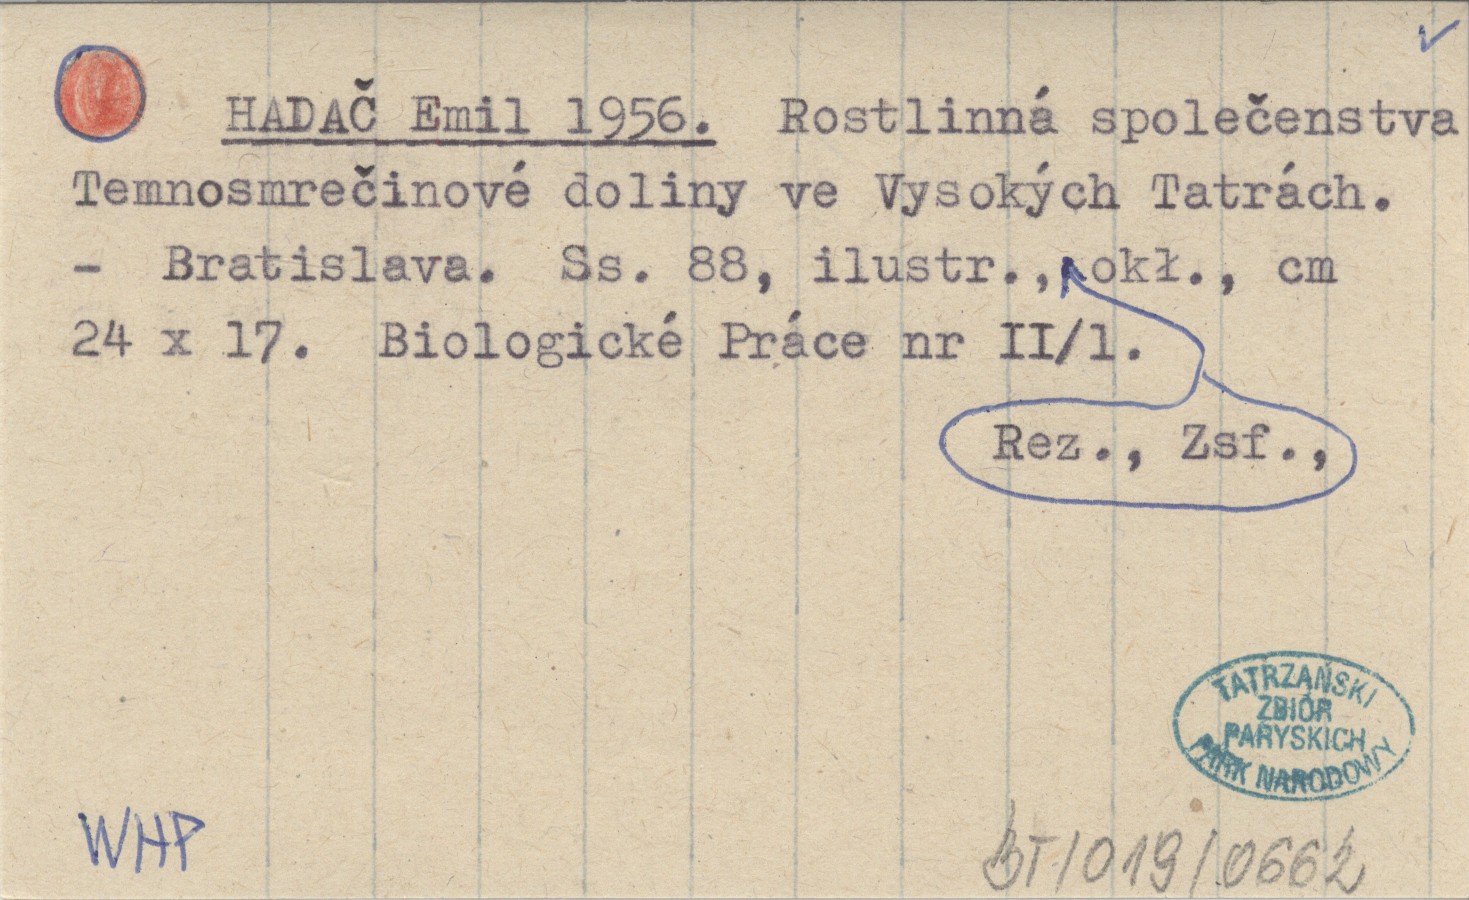 HADAČ Emil 1956. Rostlinná společenstva
Temnosmrečinové doliny ve Vysokých Tatrách.
- Bratislava. Ss. 88, ilustr., okł., cm
24 x 17. Biologické Práce nr II/1.
Rez., Zsf.,
TATRZAŃSKI
ZBIÓR
PARYSKICH
PARK NARODOWY
WHP
BT/019/0662